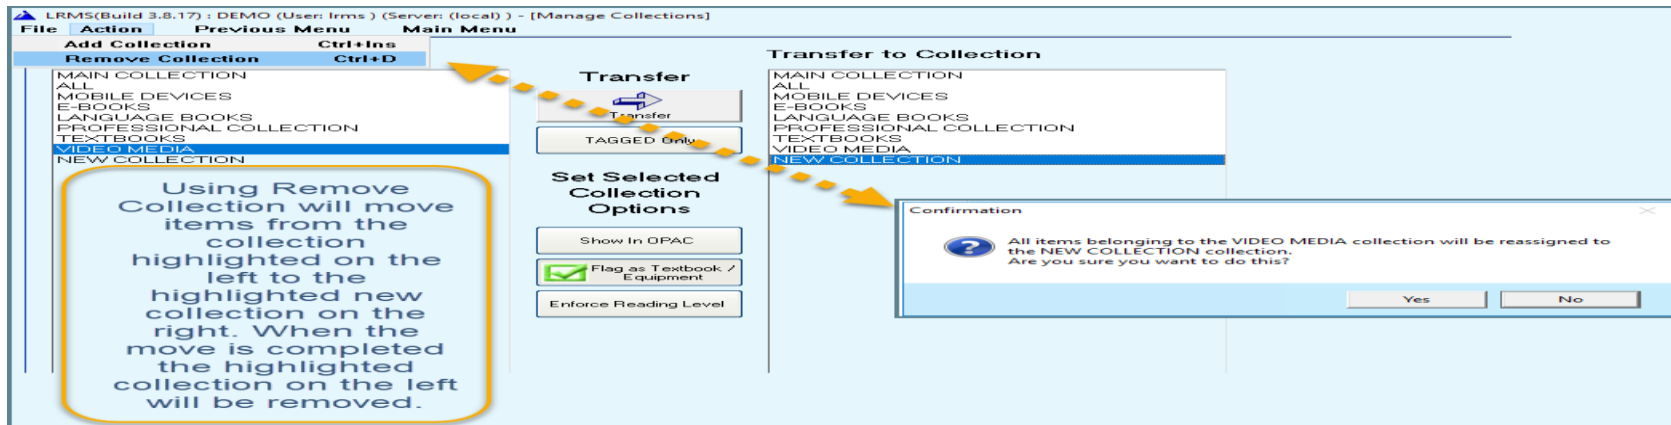 LRMS(Build 3.8.17) : DEMO (User: lrms ) (Server: (local) ) - [Manage Collections]
File Action Previous Menu Main Menu
Add Collection Ctrl+Ins
Remove Collection Ctrl+D
MAIN COLLECTION
ALL
MOBILE DEVICES
E-BOOKS
LANGUAGE BOOKS
PROFESSIONAL COLLECTION
TEXTBOOKS
VIDEO MEDIA
NEW COLLECTION
Using Remove
Collection will move
items from the
collection
highlighted on the
left to the
highlighted new
collection on the
right. When the
move is completed
the highlighted
collection on the left
will be removed.
Transfer
Transfer
TAGGED Only
Set Selected
Collection
Options
Show In OPAC
Flag as Textbook /
Equipment
Enforce Reading Level
Transfer to Collection
MAIN COLLECTION
ALL
MOBILE DEVICES
E-BOOKS
LANGUAGE BOOKS
PROFESSIONAL COLLECTION
TEXTBOOKS
VIDEO MEDIA
NEW COLLECTION
Confirmation
All items belonging to the VIDEO MEDIA collection will be reassigned to
the NEW COLLECTION collection.
Are you sure you want to do this?
Yes No